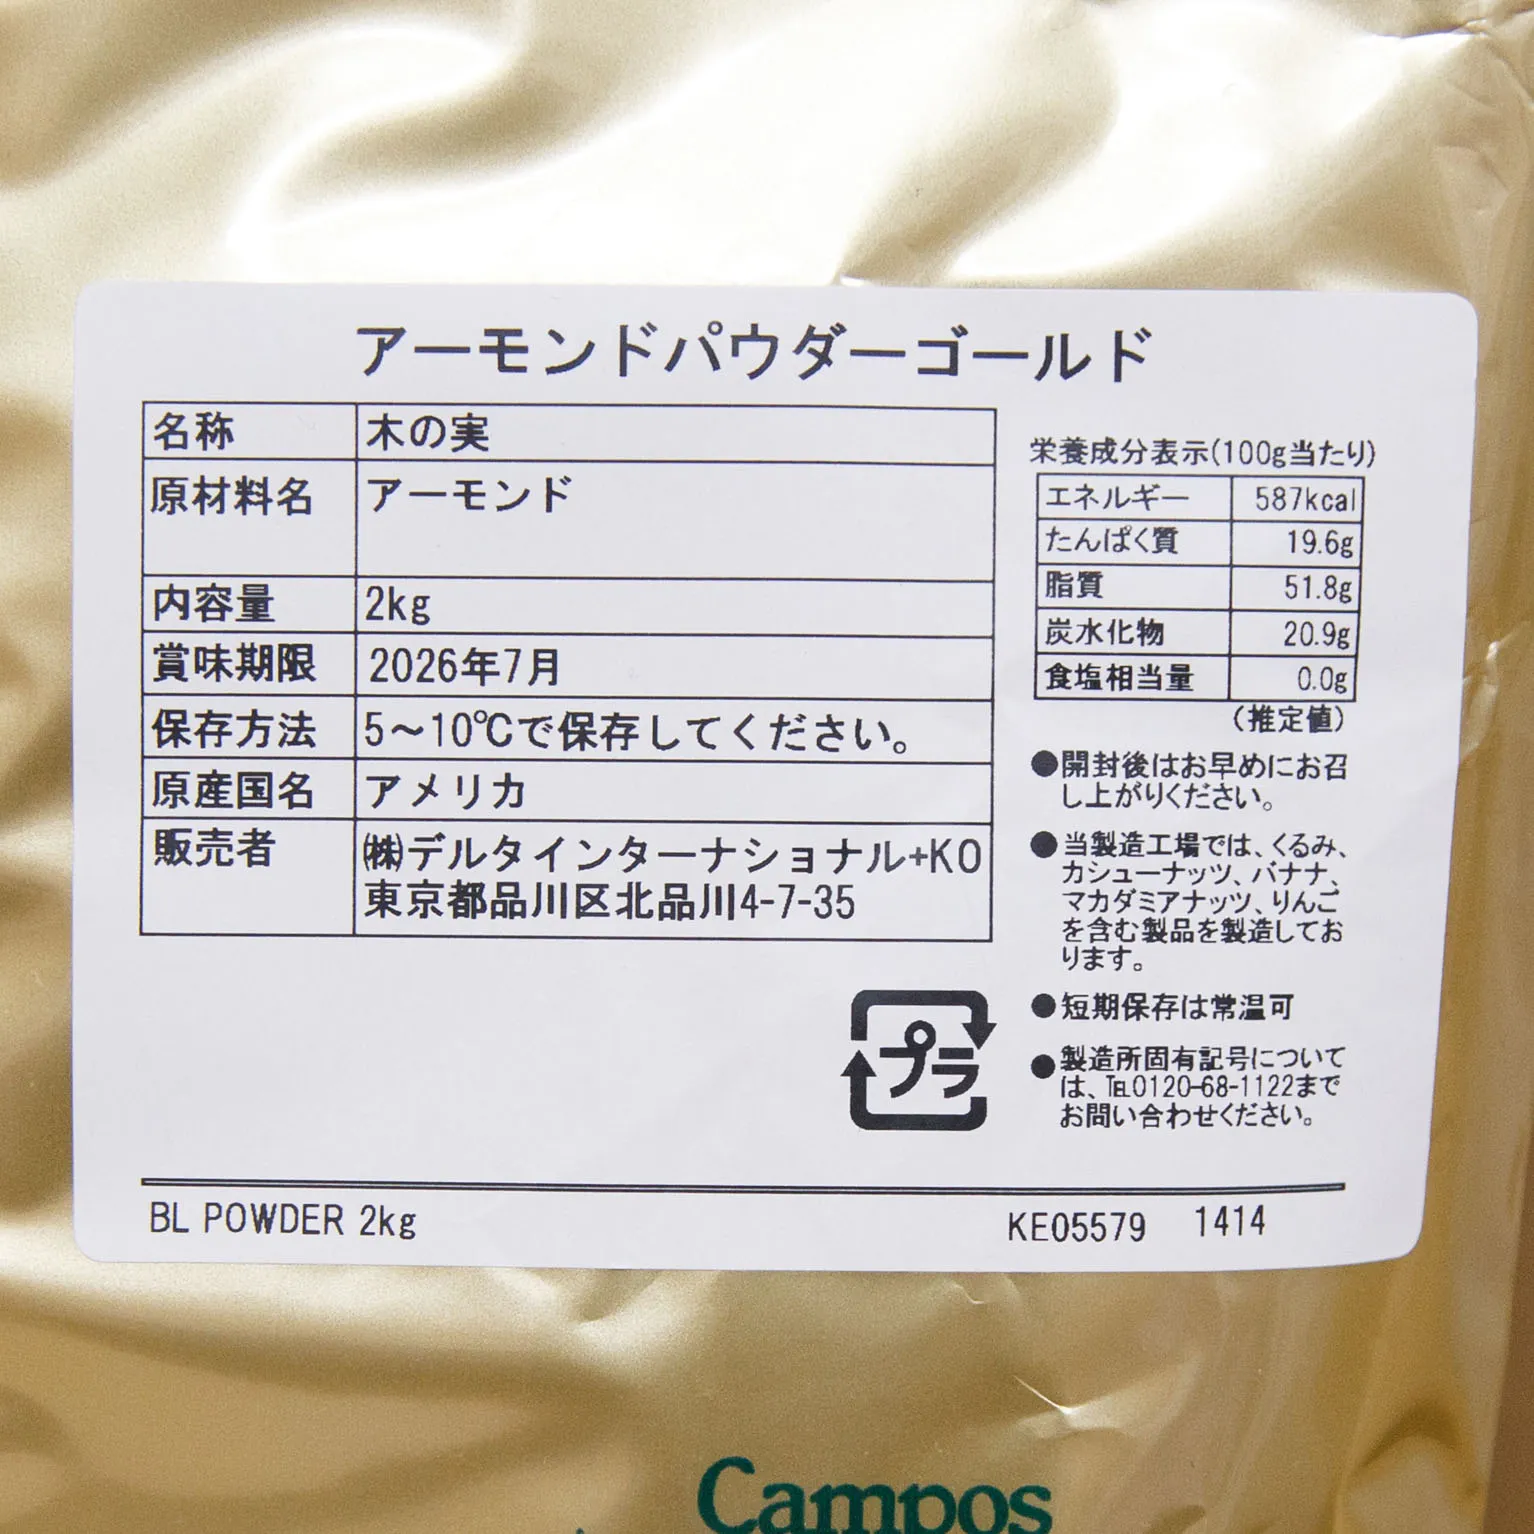 アーモンドパウダーゴールド
名称 木の実
原材料名 アーモンド
内容量 2kg
賞味期限 2026年7月
保存方法 5～10℃で保存してください。
原産国名 アメリカ
販売者 ㈱デルタインターナショナル+KO
東京都品川区北品川4-7-35
栄養成分表示(100g当たり)
エネルギー 587kcal
たんぱく質 19.6g
脂質 51.8g
炭水化物 20.9g
食塩相当量 0.0g
(推定値)
●開封後はお早めにお召
し上がりください。
●当製造工場では、くるみ、
カシューナッツ、バナナ、
マカダミアナッツ、りんご
を含む製品を製造してお
ります。
●短期保存は常温可
●製造所固有記号について
は、℡0120-68-1122まで
お問い合わせください。
プラ
BL POWDER 2kg KE05579 1414
Campos